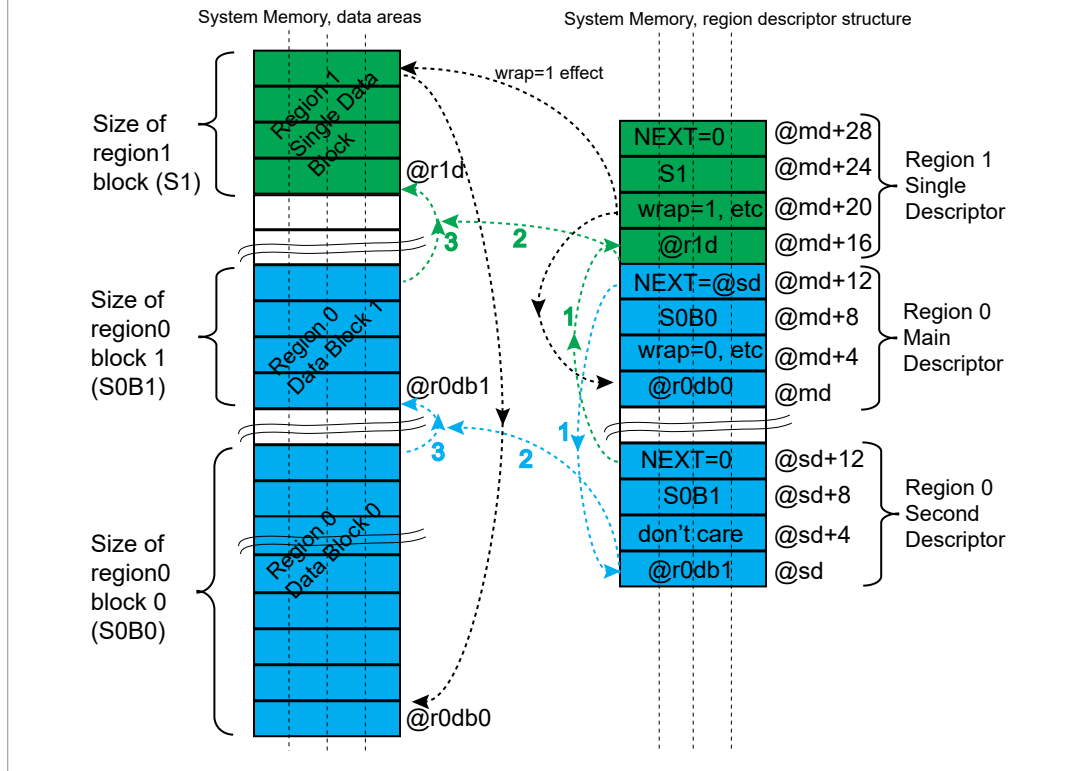 System Memory, data areas
System Memory, region descriptor structure
wrap=1 effect
Size of
region1
block (S1)
Region 1
Single Data
Block
@r1d
3
2
1
Size of
region0
block 1
(S0B1)
Region 0
Data Block 1
@r0db1
3
2
1
Size of
region0
block 0
(S0B0)
Region 0
Data Block 0
@r0db0
NEXT=0
@md+28
S1
@md+24
wrap=1, etc
@md+20
@r1d
@md+16
Region 1
Single
Descriptor
NEXT=@sd
@md+12
S0B0
@md+8
wrap=0, etc
@md+4
@r0db0
@md
Region 0
Main
Descriptor
NEXT=0
@sd+12
S0B1
@sd+8
don't care
@sd+4
@r0db1
@sd
Region 0
Second
Descriptor